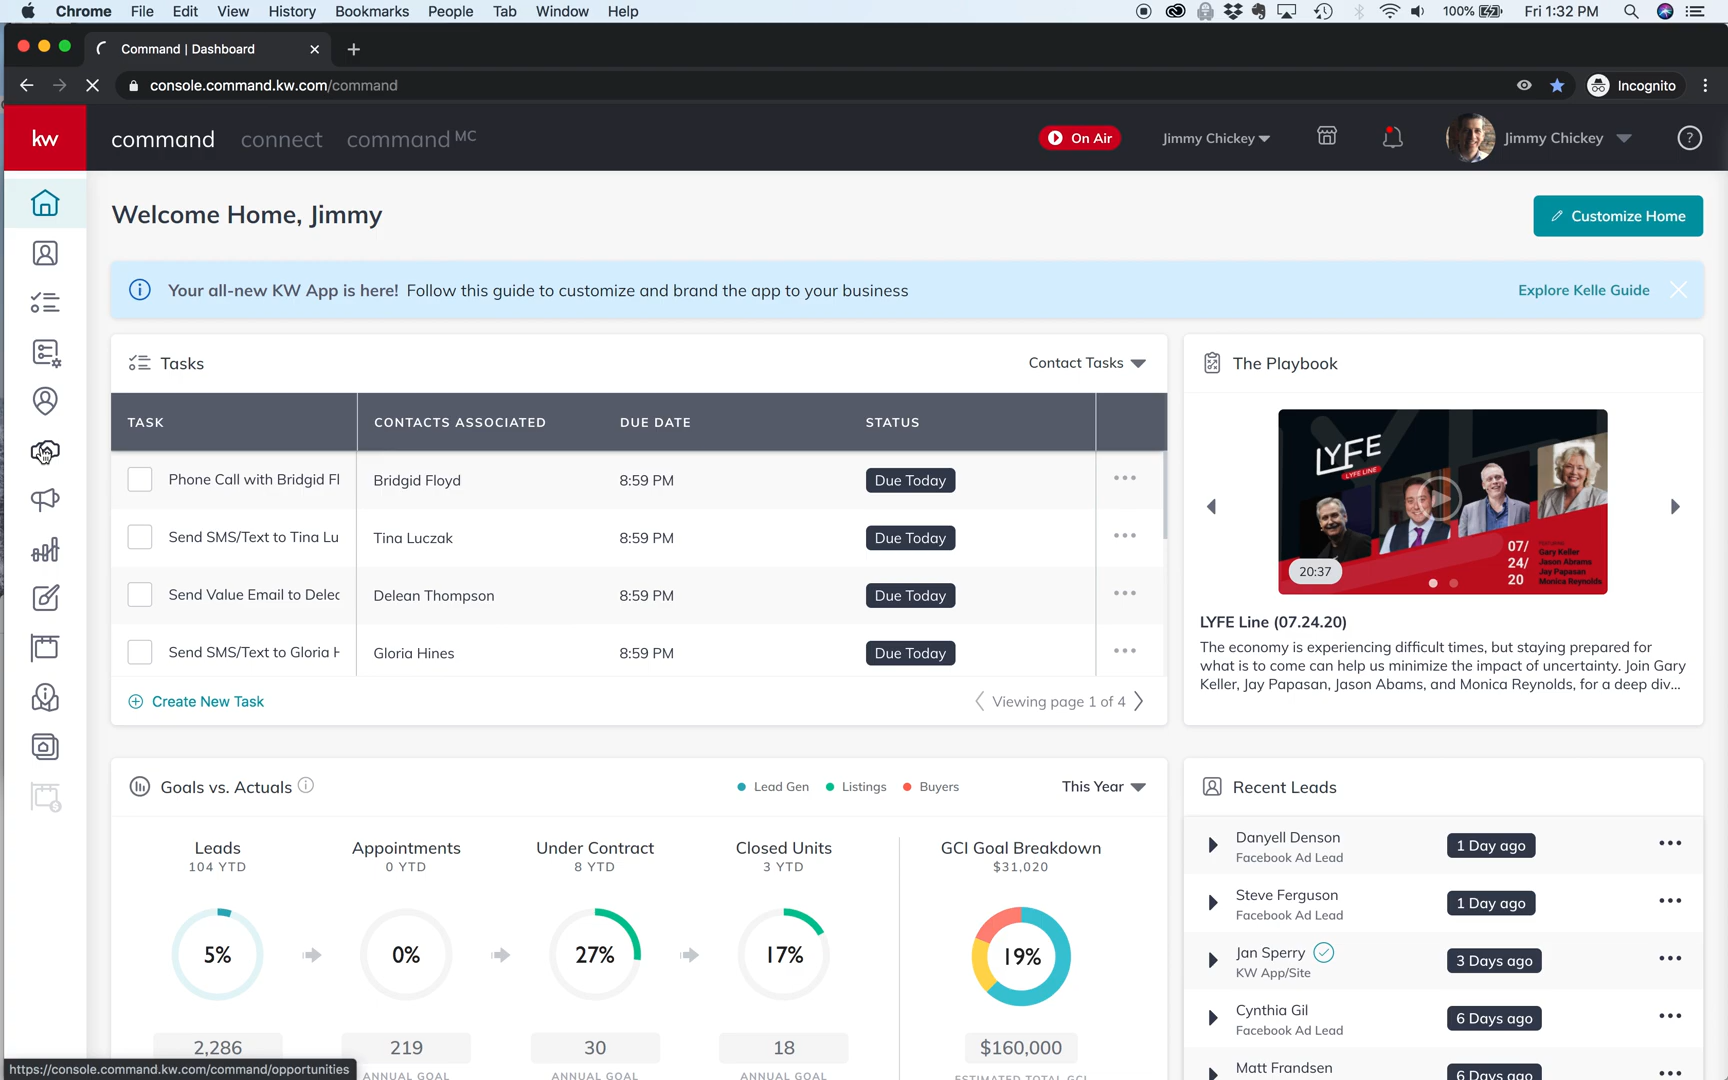 Chrome File Edit View History Bookmarks People Tab Window Help 100% Fri 1:32 PM
Command | Dashboard
console.command.kw.com/command Incognito
kw command connect command MC On Air Jimmy Chickey Jimmy Chickey
Welcome Home, Jimmy
Customize Home
Your all-new KW App is here! Follow this guide to customize and brand the app to your business Explore Kelle Guide
Tasks Contact Tasks
TASK CONTACTS ASSOCIATED DUE DATE STATUS
Phone Call with Bridgid Fl Bridgid Floyd 8:59 PM Due Today
Send SMS/Text to Tina Lu Tina Luczak 8:59 PM Due Today
Send Value Email to Delec Delean Thompson 8:59 PM Due Today
Send SMS/Text to Gloria H Gloria Hines 8:59 PM Due Today
Create New Task Viewing page 1 of 4
The Playbook
LYFE
LYFE LINE
07/
24/
20
Gary Keller
Jason Abrams
Jay Papasan
Monica Reynolds
20:37
LYFE Line (07.24.20)
The economy is experiencing difficult times, but staying prepared for
what is to come can help us minimize the impact of uncertainty. Join Gary
Keller, Jay Papasan, Jason Abams, and Monica Reynolds, for a deep div...
Goals vs. Actuals Lead Gen Listings Buyers This Year
Leads Appointments Under Contract Closed Units GCI Goal Breakdown
104 YTD 0 YTD 8 YTD 3 YTD $31,020
5% 0% 27% 17% 19%
2,286 219 30 18 $160,000
ANNUAL GOAL ANNUAL GOAL ANNUAL GOAL ESTIMATED TOTAL GCI
Recent Leads
Danyell Denson
Facebook Ad Lead
1 Day ago
Steve Ferguson
Facebook Ad Lead
1 Day ago
Jan Sperry
KW App/Site
3 Days ago
Cynthia Gil
Facebook Ad Lead
6 Days ago
Matt Frandsen
6 Days ago
https://console.command.kw.com/command/opportunities